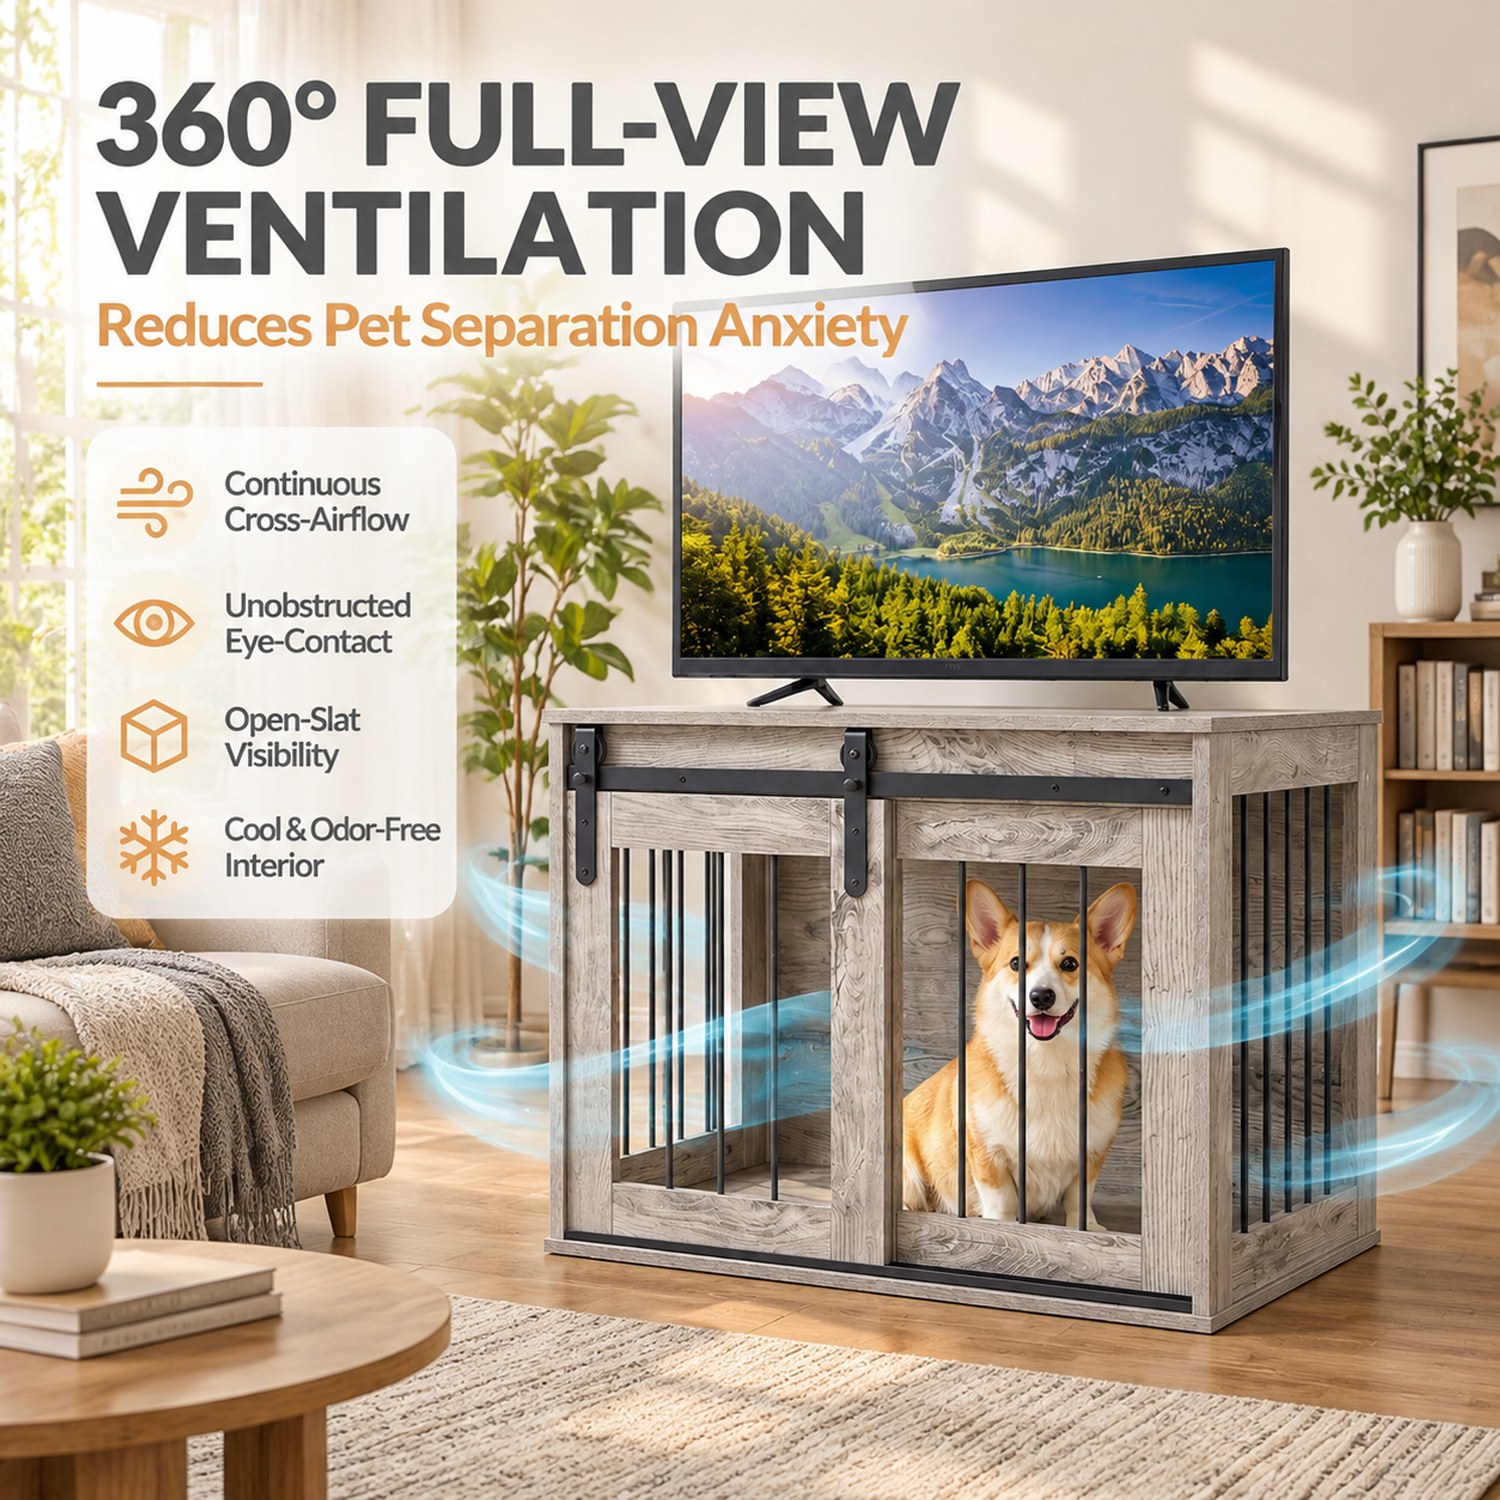 360° FULL-VIEW
VENTILATION
Reduces Pet Separation Anxiety
Continuous
Cross-Airflow
Unobstructed
Eye-Contact
Open-Slat
Visibility
Cool & Odor-Free
Interior